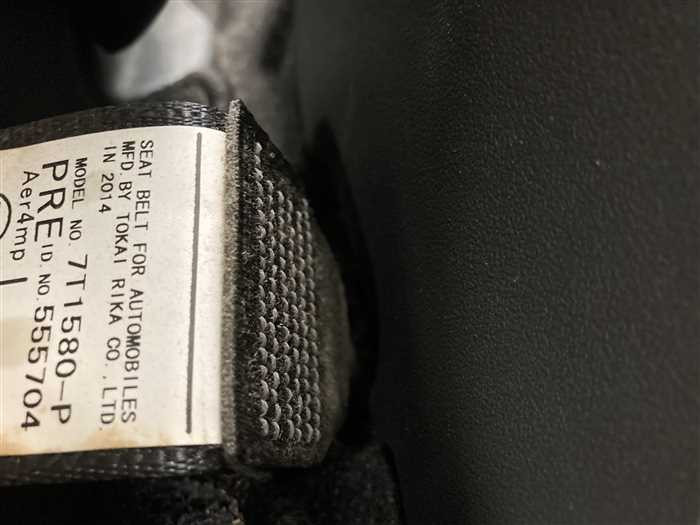 SEAT BELT FOR AUTOMOBILES
MFD. BY TOKAI RIKA CO., LTD.
IN 2014
MODEL NO. 7T1580-P
PRE ID. NO. 555704
Aer4mp